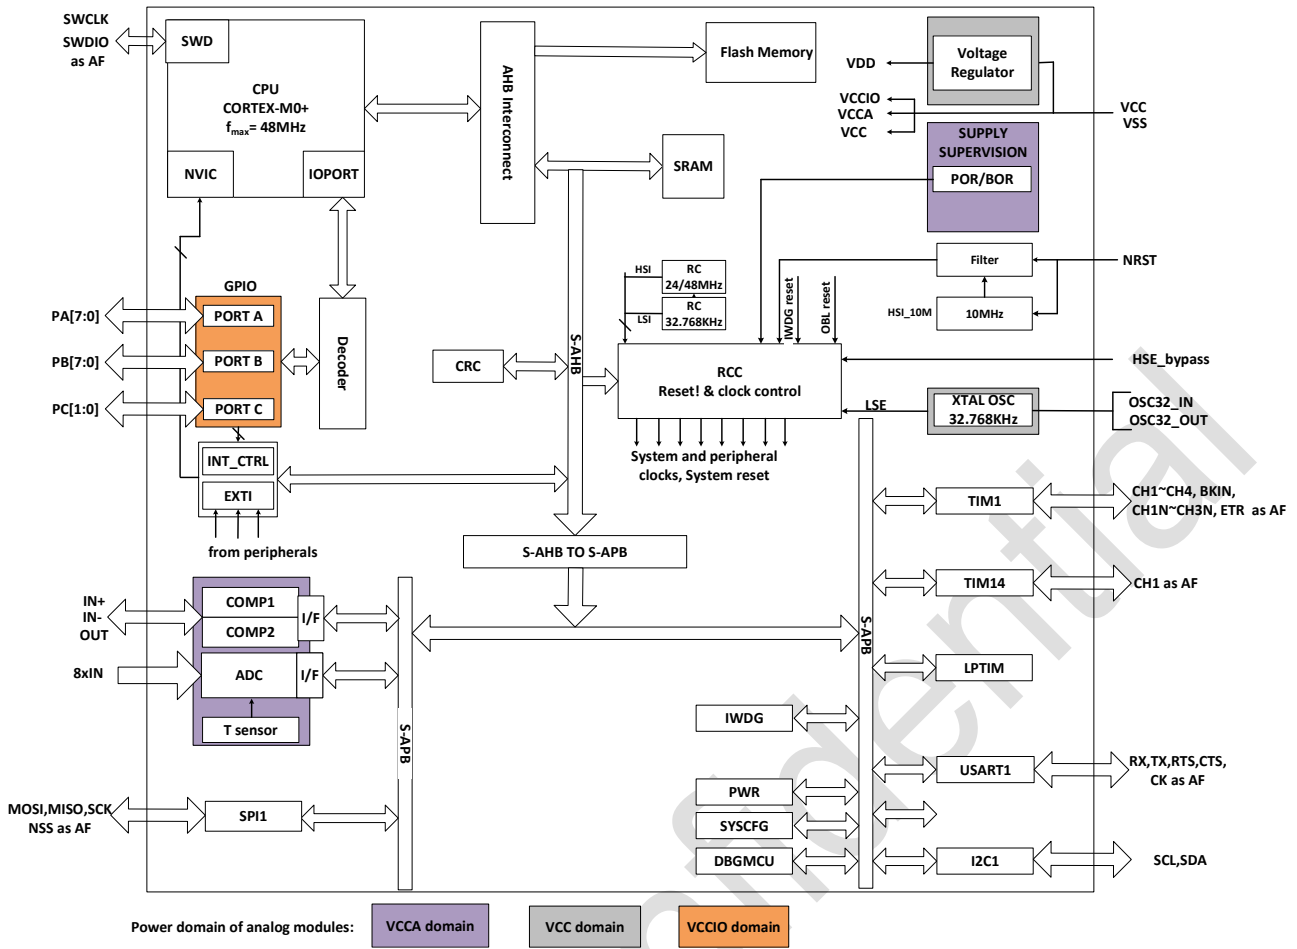 SWCLK
SWDIO
as AF
SWD
CPU
CORTEX-M0+
fmax= 48MHz
NVIC
IOPORT
AHB Interconnect
Flash Memory
SRAM
Voltage
Regulator
VDD
VCCIO
VCCA
VCC
VCC
VSS
SUPPLY
SUPERVISION
POR/BOR
Filter
NRST
HSI_10M
10MHz
HSI
RC
24/48MHz
LSI
RC
32.768KHz
IWDG reset
OBL reset
GPIO
PA[7:0]
PORT A
PB[7:0]
PORT B
PC[1:0]
PORT C
Decoder
S-AHB
CRC
RCC
Reset! & clock control
HSE_bypass
LSE
XTAL OSC
32.768KHz
OSC32_IN
OSC32_OUT
System and peripheral
clocks, System reset
INT_CTRL
EXTI
from peripherals
S-AHB TO S-APB
TIM1
CH1~CH4, BKIN,
CH1N~CH3N, ETR as AF
TIM14
CH1 as AF
S-APB
LPTIM
IN+
IN-
OUT
COMP1
COMP2
I/F
8xIN
ADC
I/F
T sensor
S-APB
IWDG
USART1
RX,TX,RTS,CTS,
CK as AF
PWR
SYSCFG
DBGMCU
MOSI,MISO,SCK
NSS as AF
SPI1
I2C1
SCL,SDA
Power domain of analog modules:
VCCA domain
VCC domain
VCCIO domain